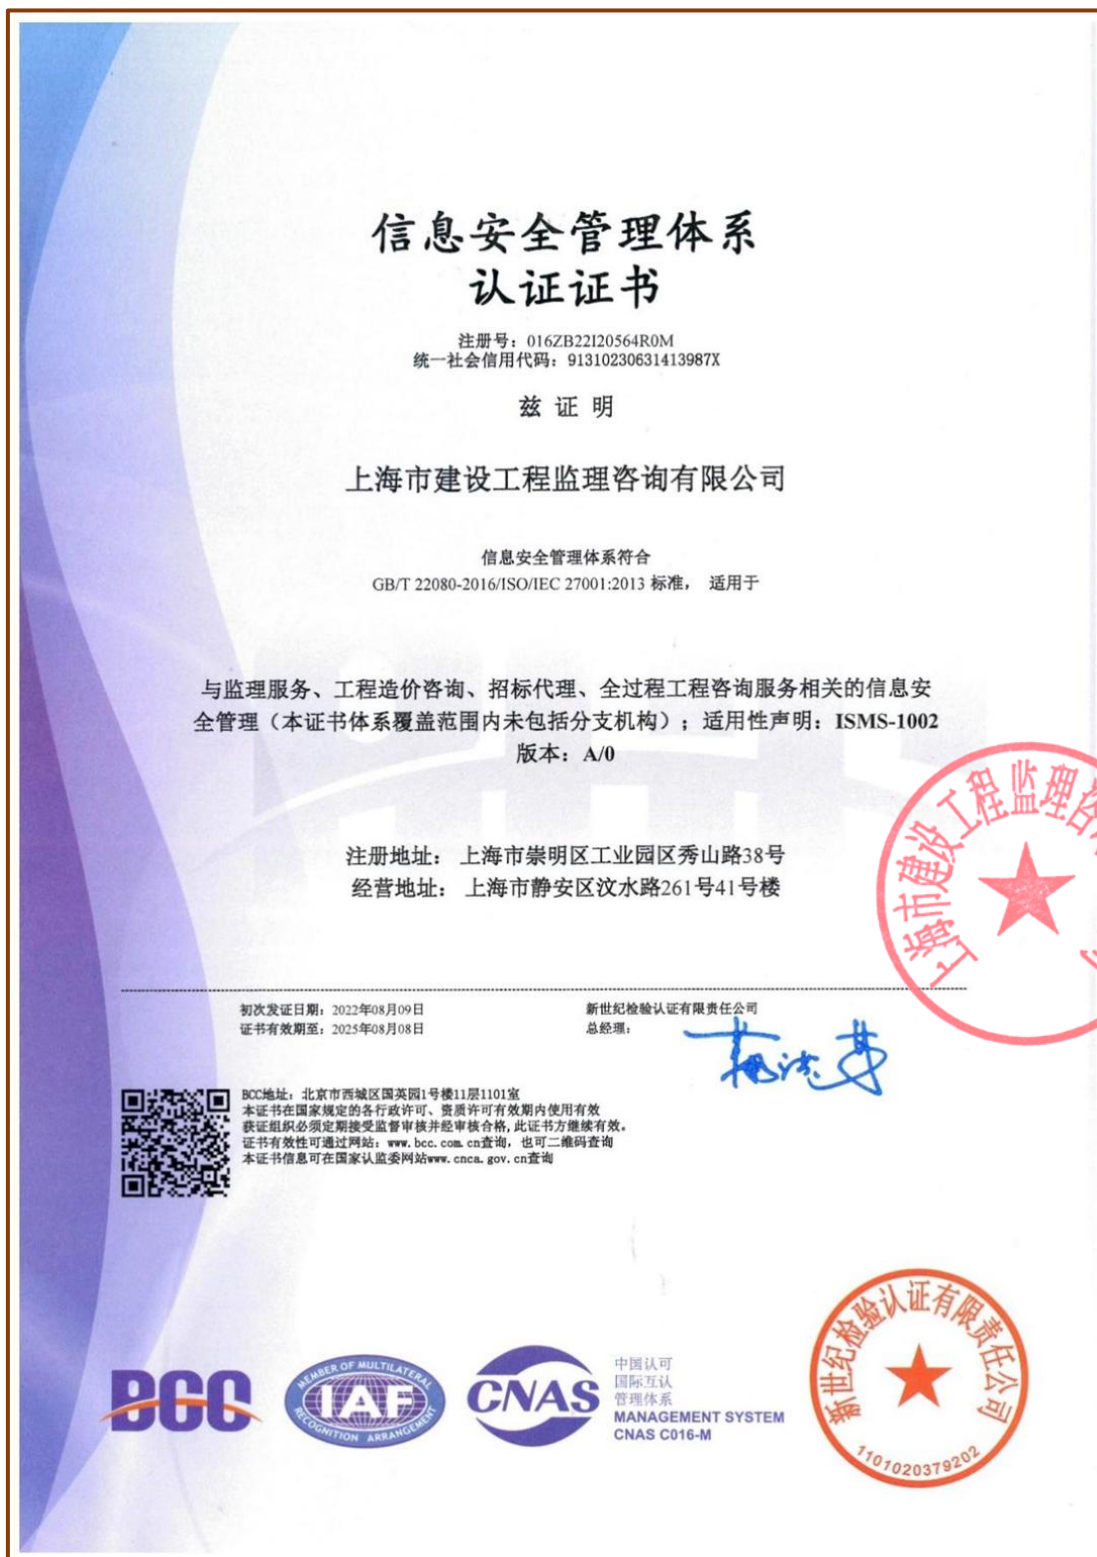 信息安全管理体系
认证证书
注册号：016ZB22I20564R0M
统一社会信用代码：91310230631413987X
兹 证 明
上海市建设工程监理咨询有限公司
信息安全管理体系符合
GB/T 22080-2016/ISO/IEC 27001:2013 标准， 适用于
与监理服务、工程造价咨询、招标代理、全过程工程咨询服务相关的信息安
全管理（本证书体系覆盖范围内未包括分支机构）；适用性声明：ISMS-1002
版本：A/0
上海市建设工程监理咨
司
注册地址： 上海市崇明区工业园区秀山路38号
经营地址： 上海市静安区汶水路261号41号楼
初次发证日期：2022年08月09日
证书有效期至：2025年08月08日
新世纪检验认证有限责任公司
总经理：
BCC地址：北京市西城区国英园1号楼11层1101室
本证书在国家规定的各行政许可、资质许可有效期内使用有效
获证组织必须定期接受监督审核并经审核合格,此证书方继续有效。
证书有效性可通过网站：www.bcc.com.cn查询，也可二维码查询
本证书信息可在国家认监委网站www.cnca.gov.cn查询
BCC
MEMBER OF MULTILATERAL
IAF
RECOGNITION ARRANGEMENT
CNAS
中国认可
国际互认
管理体系
MANAGEMENT SYSTEM
CNAS C016-M
新世纪检验认证有限责任公司
1101020379202